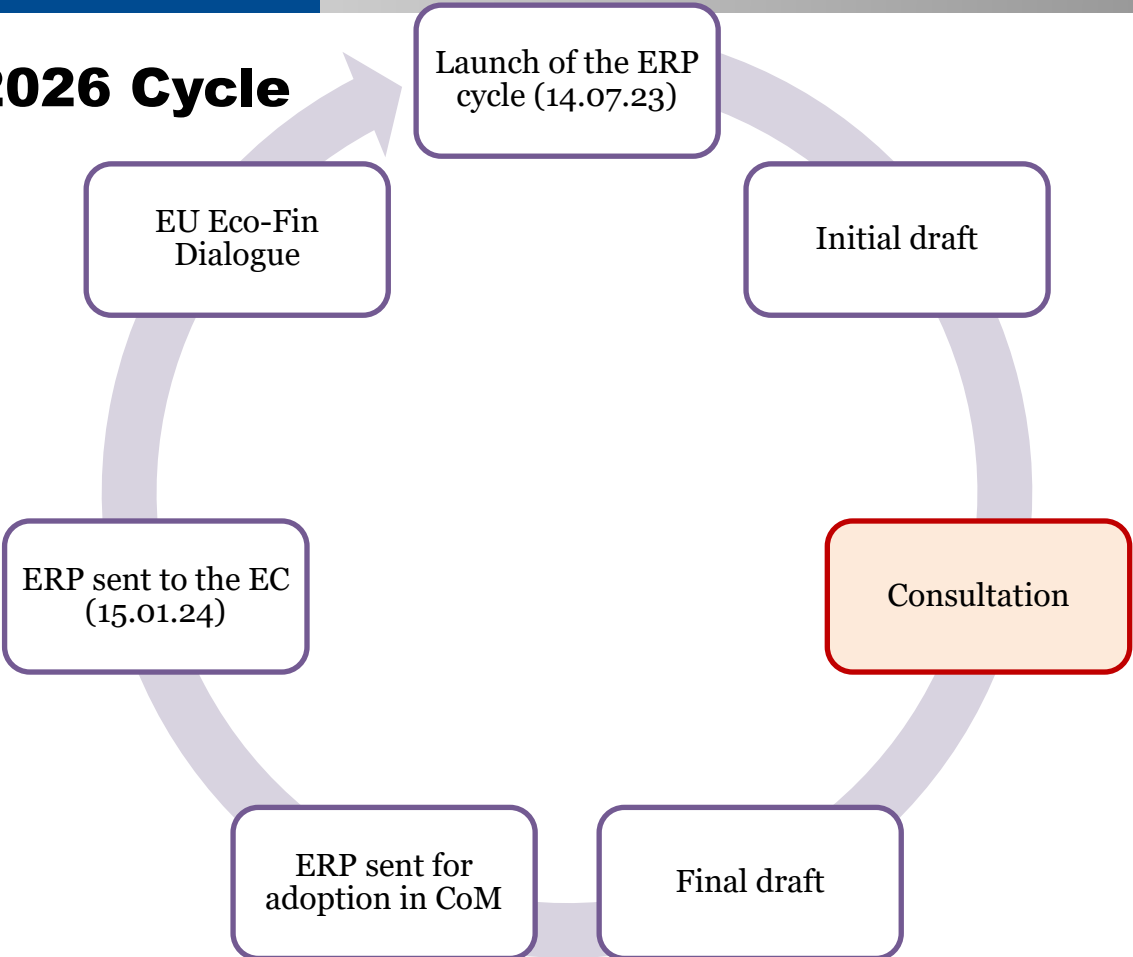 2026 Cycle
Launch of the ERP
cycle (14.07.23)
Initial draft
Consultation
Final draft
ERP sent for
adoption in CoM
ERP sent to the EC
(15.01.24)
EU Eco-Fin
Dialogue